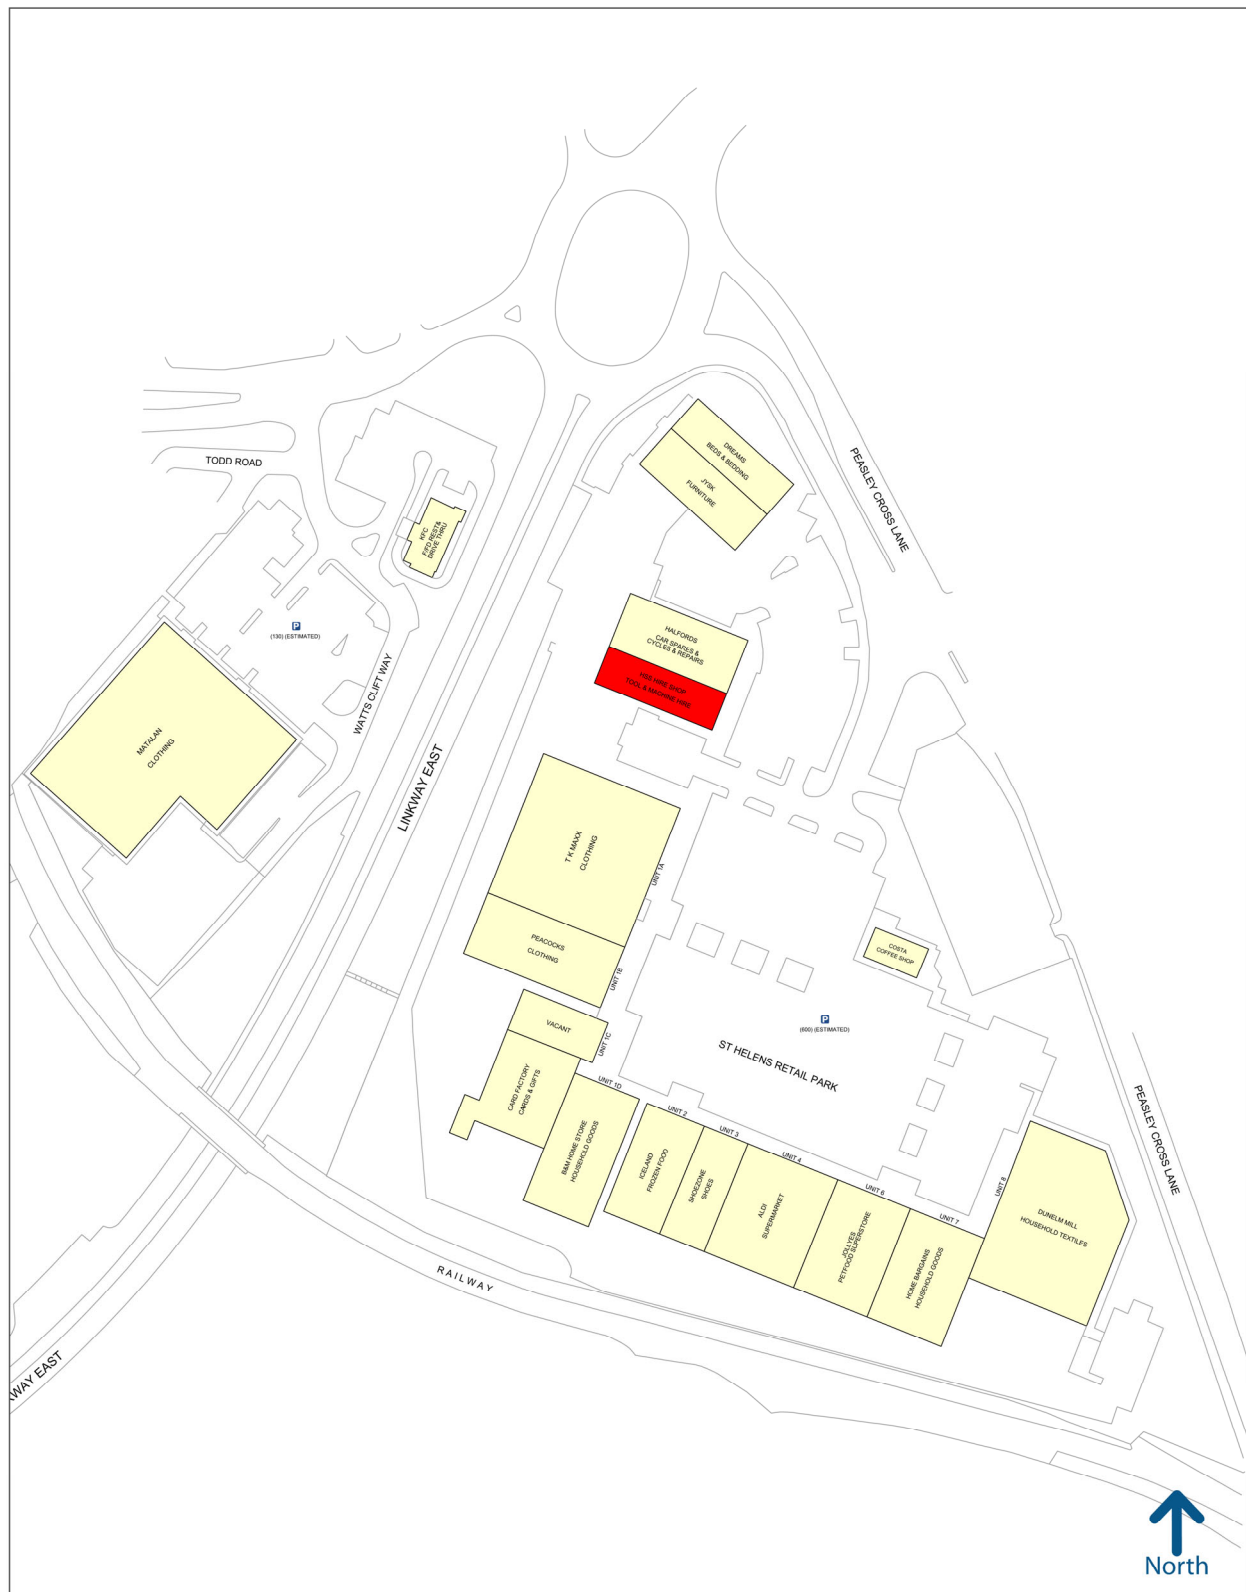 DREAMS
BEDS & BEDDING
JYSK
FURNITURE
PEASLEY CROSS LANE
TODD ROAD
KFC
F/FD REST&
DRIVE THRU
P
(130) (ESTIMATED)
HALFORDS
CAR SPARES &
CYCLES & REPAIRS
HSS HIRE SHOP
TOOL & MACHINE HIRE
WATTS CLIFT WAY
MATALAN
CLOTHING
LINKWAY EAST
T K MAXX
CLOTHING
UNIT 1A
PEACOCKS
CLOTHING
UNIT 1B
COSTA
COFFEE SHOP
VACANT
UNIT 1C
P
(600) (ESTIMATED)
ST HELENS RETAIL PARK
CARD FACTORY
CARDS & GIFTS
UNIT 1D
B&M HOME STORE
HOUSEHOLD GOODS
UNIT 2
ICELAND
FROZEN FOOD
UNIT 3
SHOEZONE
SHOES
UNIT 4
ALDI
SUPERMARKET
UNIT 6
JOLLYES
PETFOOD SUPERSTORE
UNIT 7
HOME BARGAINS
HOUSEHOLD GOODS
UNIT 8
DUNELM MILL
HOUSEHOLD TEXTILES
PEASLEY CROSS LANE
RAILWAY
KWAY EAST
North